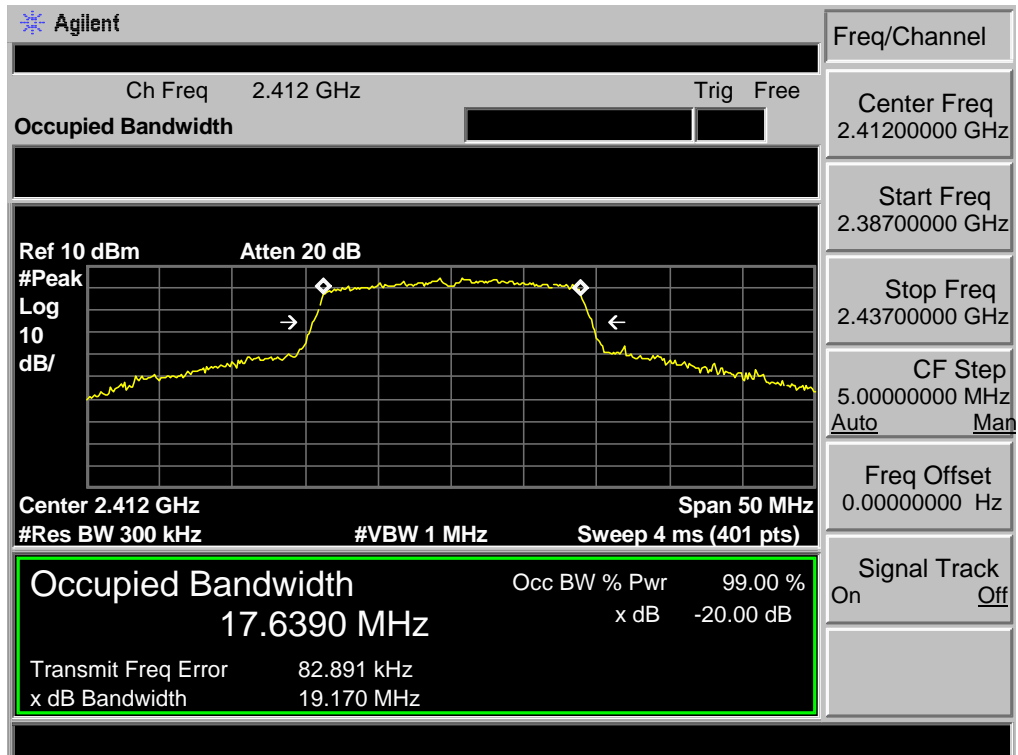 Agilent
Freq/Channel
Ch Freq 2.412 GHz Trig Free
Occupied Bandwidth
Center Freq
2.41200000 GHz
Start Freq
2.38700000 GHz
Ref 10 dBm Atten 20 dB
#Peak
Log
10
dB/
Stop Freq
2.43700000 GHz
CF Step
5.00000000 MHz
Auto Man
Freq Offset
0.00000000 Hz
Center 2.412 GHz Span 50 MHz
#Res BW 300 kHz #VBW 1 MHz Sweep 4 ms (401 pts)
Occupied Bandwidth Occ BW % Pwr 99.00 %
17.6390 MHz x dB -20.00 dB
Transmit Freq Error 82.891 kHz
x dB Bandwidth 19.170 MHz
Signal Track
On Off